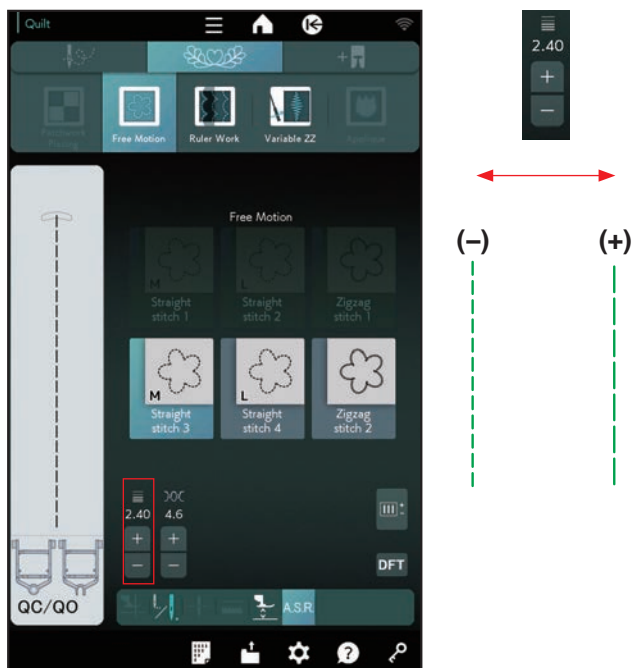 Quilt
Patchwork Piecing
Free Motion
Ruler Work
Variable ZZ
Applique
Free Motion
M
Straight stitch 1
L
Straight stitch 2
Zigzag stitch 1
M
Straight stitch 3
L
Straight stitch 4
Zigzag stitch 2
2.40
4.6
+
−
+
−
DFT
QC/QO
A.S.R.
2.40
+
−
(−)
(+)